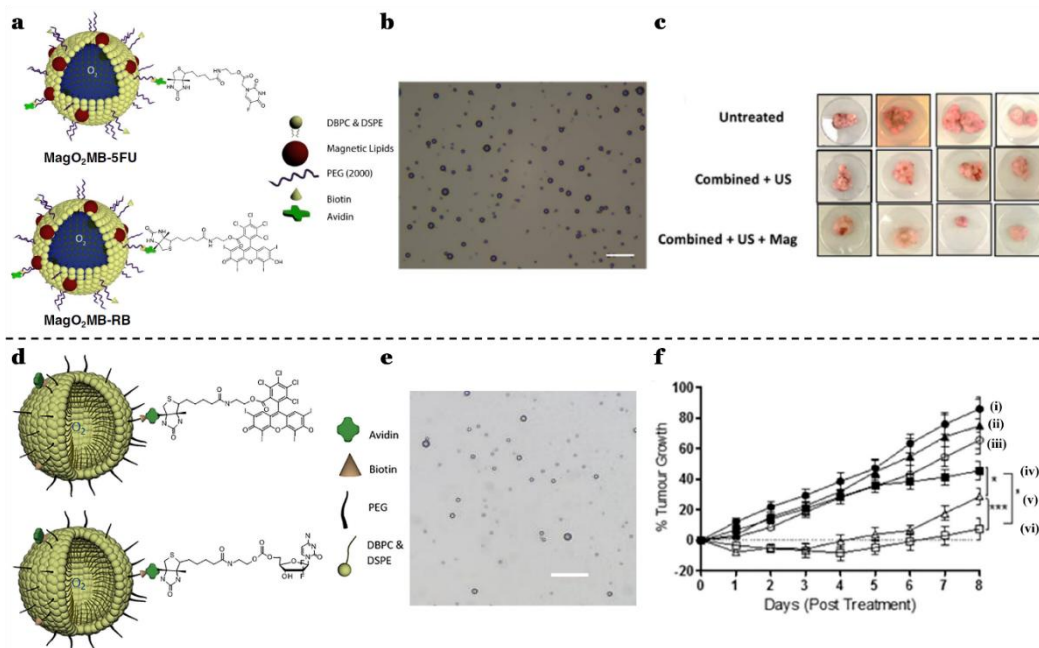 a
O₂
MagO₂MB-5FU
O₂
MagO₂MB-RB
DBPC & DSPE
Magnetic Lipids
PEG (2000)
Biotin
Avidin
b
c
Untreated
Combined + US
Combined + US + Mag
d
O₂
O₂
Avidin
Biotin
PEG
DBPC &
DSPE
e
f
% Tumour Growth
100
80
60
40
20
0
-20
0 1 2 3 4 5 6 7 8
Days (Post Treatment)
(i)
(ii)
(iii)
(iv)
(v)
(vi)
*
*
***